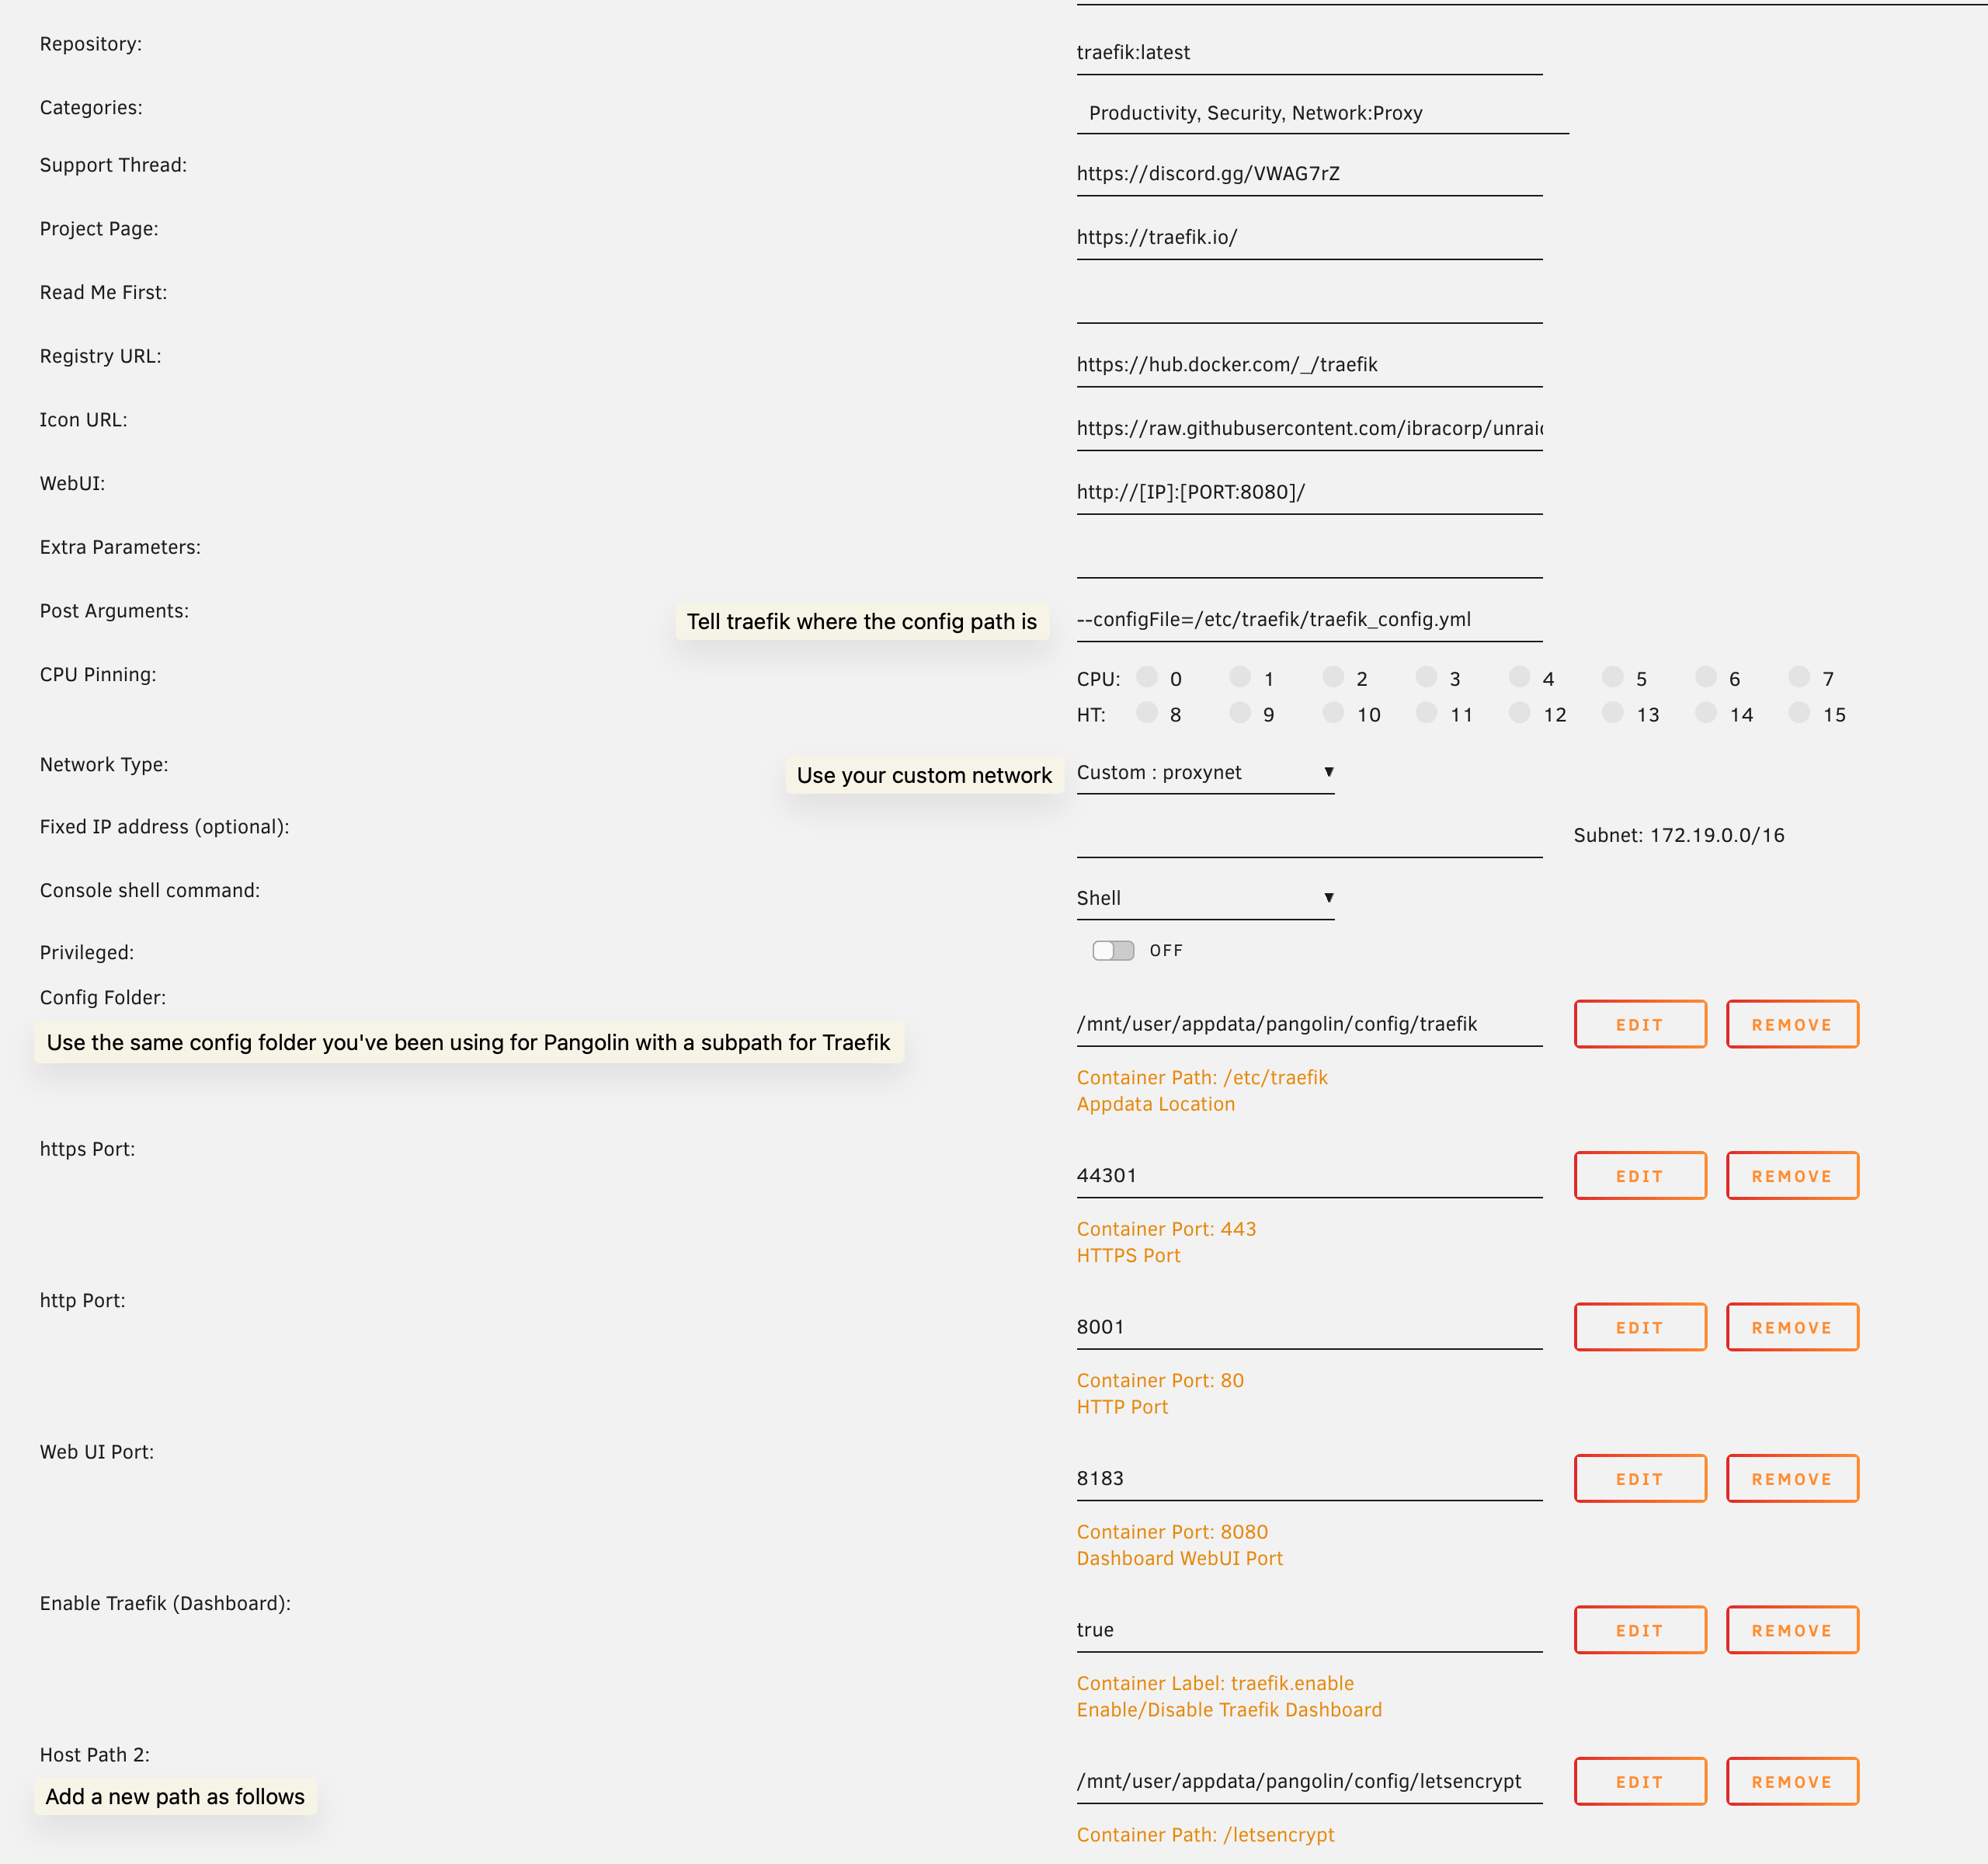 Repository:
traefik:latest
Categories:
Productivity, Security, Network:Proxy
Support Thread:
https://discord.gg/VWAG7rZ
Project Page:
https://traefik.io/
Read Me First:
Registry URL:
https://hub.docker.com/_/traefik
Icon URL:
https://raw.githubusercontent.com/ibracorp/unraid
WebUI:
http://[IP]:[PORT:8080]/
Extra Parameters:
Post Arguments:
Tell traefik where the config path is
--configFile=/etc/traefik/traefik_config.yml
CPU Pinning:
CPU: 0 1 2 3 4 5 6 7
HT: 8 9 10 11 12 13 14 15
Network Type:
Use your custom network
Custom : proxynet
Fixed IP address (optional):
Subnet: 172.19.0.0/16
Console shell command:
Shell
Privileged:
OFF
Config Folder:
Use the same config folder you've been using for Pangolin with a subpath for Traefik
/mnt/user/appdata/pangolin/config/traefik
EDIT REMOVE
Container Path: /etc/traefik
Appdata Location
https Port:
44301
EDIT REMOVE
Container Port: 443
HTTPS Port
http Port:
8001
EDIT REMOVE
Container Port: 80
HTTP Port
Web UI Port:
8183
EDIT REMOVE
Container Port: 8080
Dashboard WebUI Port
Enable Traefik (Dashboard):
true
EDIT REMOVE
Container Label: traefik.enable
Enable/Disable Traefik Dashboard
Host Path 2:
Add a new path as follows
/mnt/user/appdata/pangolin/config/letsencrypt
EDIT REMOVE
Container Path: /letsencrypt